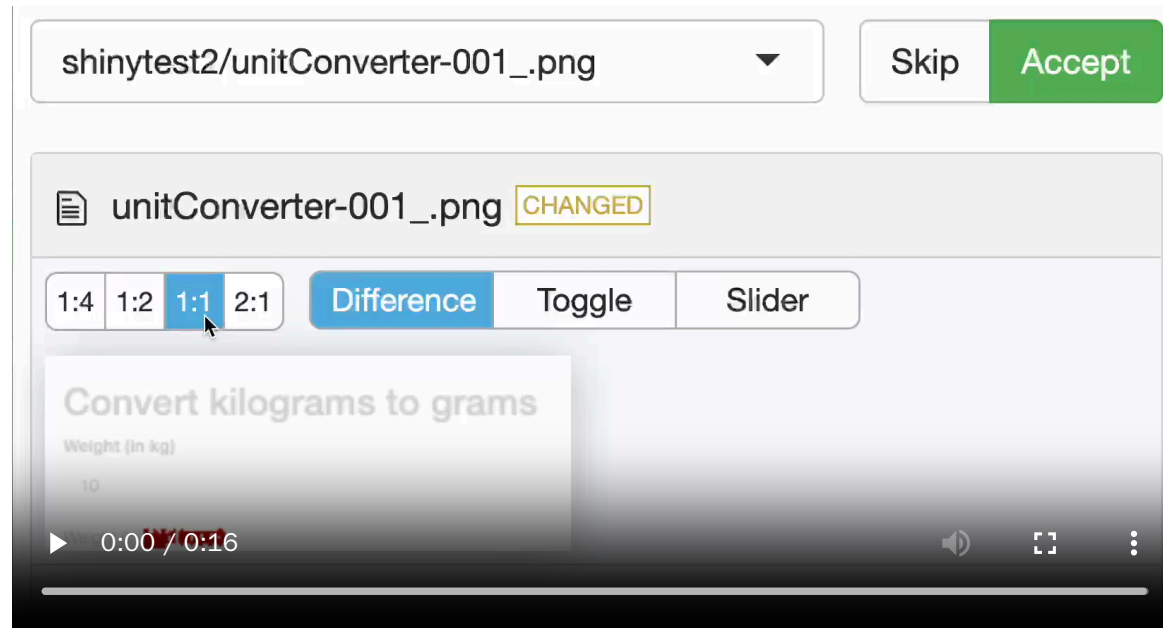 shinytest2/unitConverter-001_.png
Skip
Accept
unitConverter-001_.png CHANGED
1:4 1:2 1:1 2:1 Difference Toggle Slider
Convert kilograms to grams
Weight (in kg)
10
0:00 / 0:16